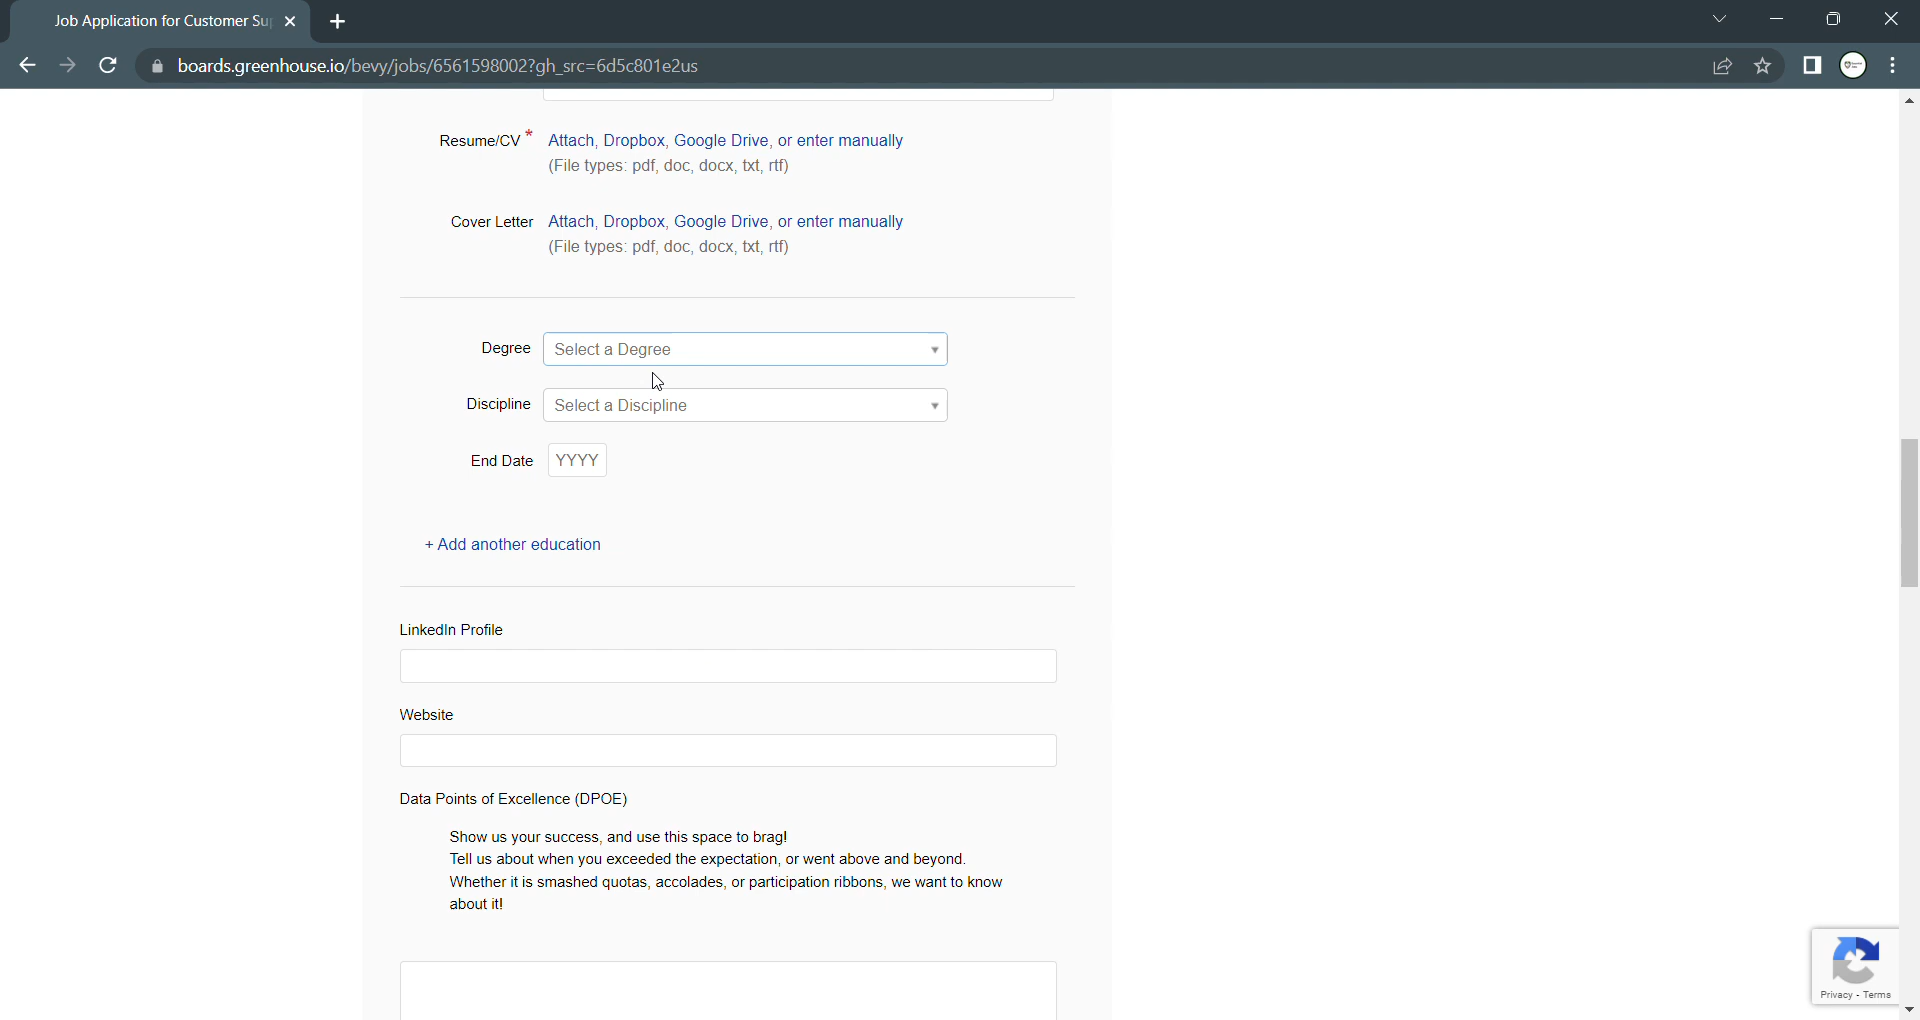 Job Application for Customer Su
boards.greenhouse.io/bevy/jobs/6561598002?gh_src=6d5c801e2us
Resume/CV * Attach, Dropbox, Google Drive, or enter manually
(File types: pdf, doc, docx, txt, rtf)
Cover Letter Attach, Dropbox, Google Drive, or enter manually
(File types: pdf, doc, docx, txt, rtf)
Degree Select a Degree
Discipline Select a Discipline
End Date YYYY
+ Add another education
LinkedIn Profile
Website
Data Points of Excellence (DPOE)
Show us your success, and use this space to brag!
Tell us about when you exceeded the expectation, or went above and beyond.
Whether it is smashed quotas, accolades, or participation ribbons, we want to know
about it!
Privacy - Terms